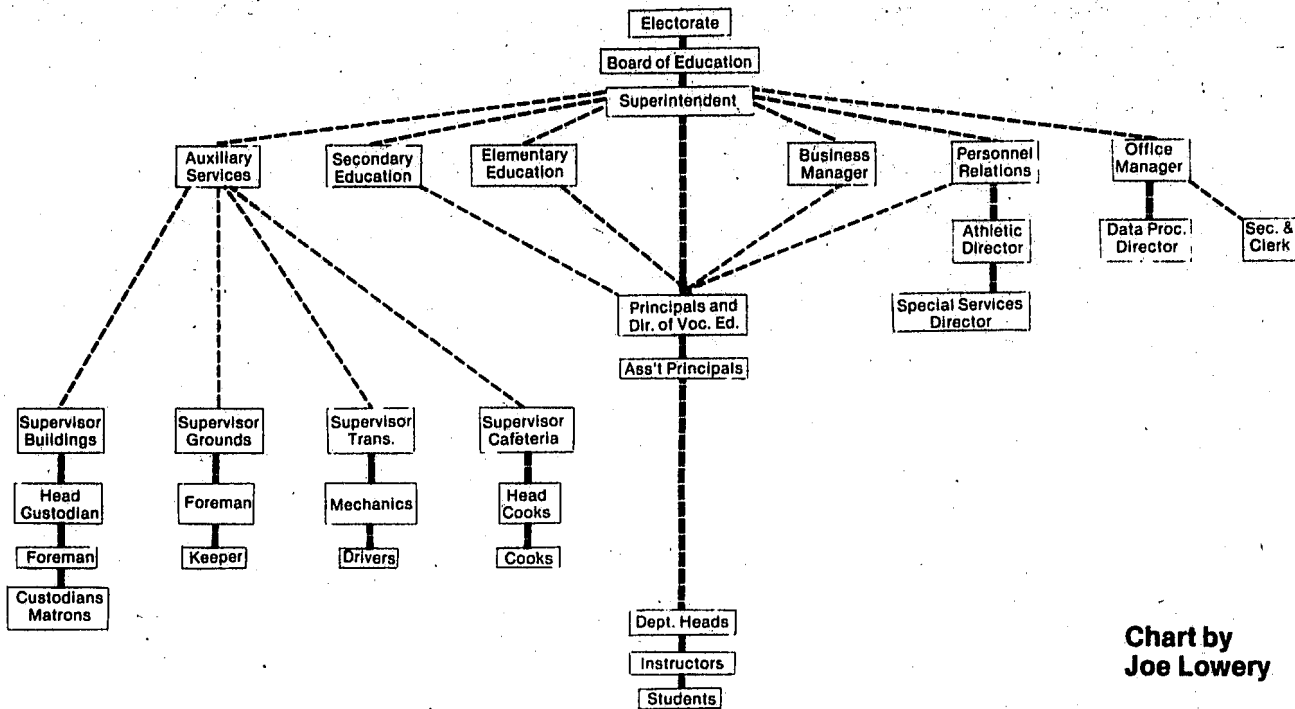 Electorate
Board of Education
Superintendent
Auxiliary
Services
Secondary
Education
Elementary
Education
Business
Manager
Personnel
Relations
Office
Manager
Athletic
Director
Data Proc.
Director
Sec. &
Clerk
Special Services
Director
Principals and
Dir. of Voc. Ed.
Ass't Principals
Supervisor
Buildings
Supervisor
Grounds
Supervisor
Trans.
Supervisor
Cafeteria
Head
Custodian
Foreman
Mechanics
Head
Cooks
Foreman
Keeper
Drivers
Cooks
Custodians
Matrons
Dept. Heads
Instructors
Students
Chart by
Joe Lowery